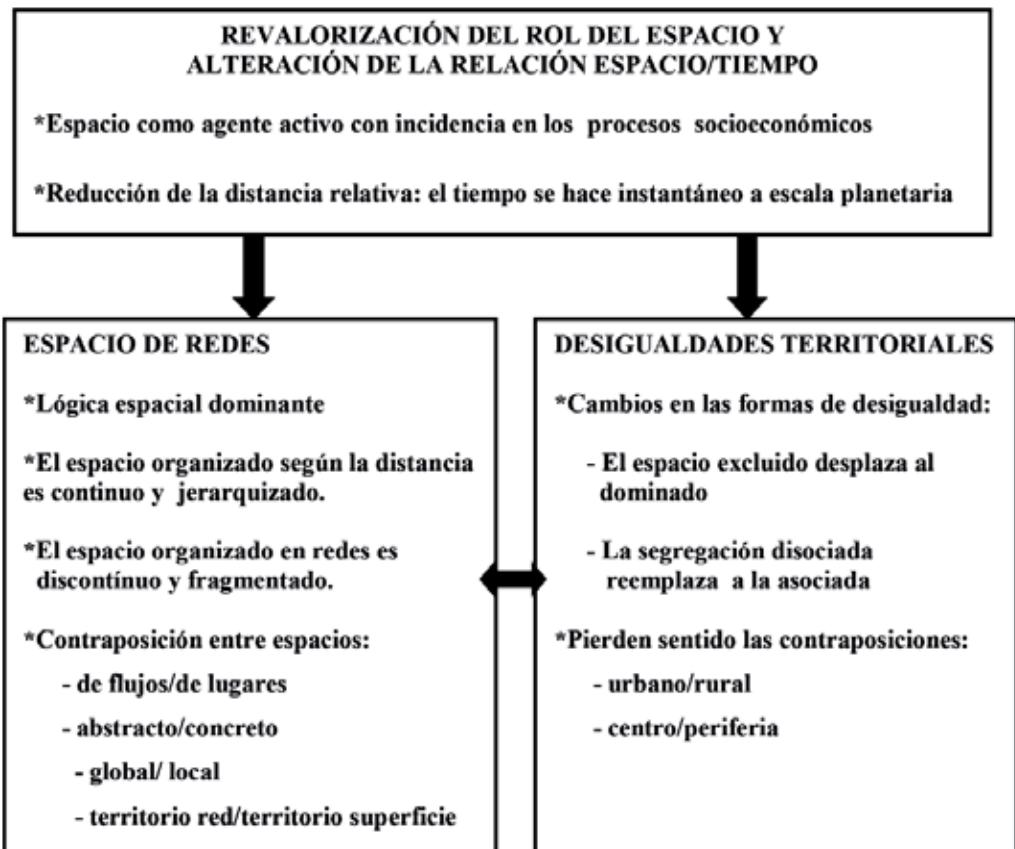 REVALORIZACIÓN DEL ROL DEL ESPACIO Y
ALTERACIÓN DE LA RELACIÓN ESPACIO/TIEMPO
*Espacio como agente activo con incidencia en los procesos socioeconómicos
*Reducción de la distancia relativa: el tiempo se hace instantáneo a escala planetaria
ESPACIO DE REDES
*Lógica espacial dominante
*El espacio organizado según la distancia
es continuo y jerarquizado.
*El espacio organizado en redes es
discontínuo y fragmentado.
*Contraposición entre espacios:
- de flujos/de lugares
- abstracto/concreto
- global/ local
- territorio red/territorio superficie
DESIGUALDADES TERRITORIALES
*Cambios en las formas de desigualdad:
- El espacio excluido desplaza al
dominado
- La segregación disociada
reemplaza a la asociada
*Pierden sentido las contraposiciones:
- urbano/rural
- centro/periferia